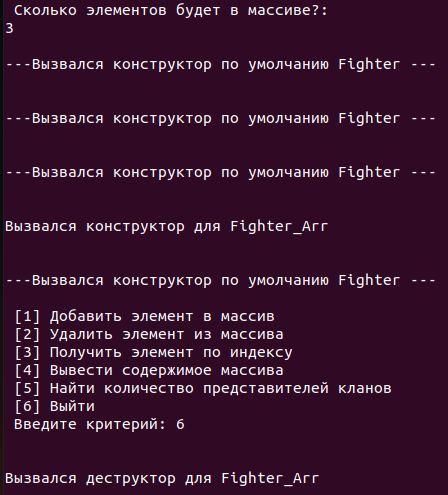 Сколько элементов будет в массиве?:
3
---Вызвался конструктор по умолчанию Fighter ---
---Вызвался конструктор по умолчанию Fighter ---
---Вызвался конструктор по умолчанию Fighter ---
Вызвался конструктор для Fighter_Arr
---Вызвался конструктор по умолчанию Fighter ---
[1] Добавить элемент в массив
[2] Удалить элемент из массива
[3] Получить элемент по индексу
[4] Вывести содержимое массива
[5] Найти количество представителей кланов
[6] Выйти
Введите критерий: 6
Вызвался деструктор для Fighter_Arr